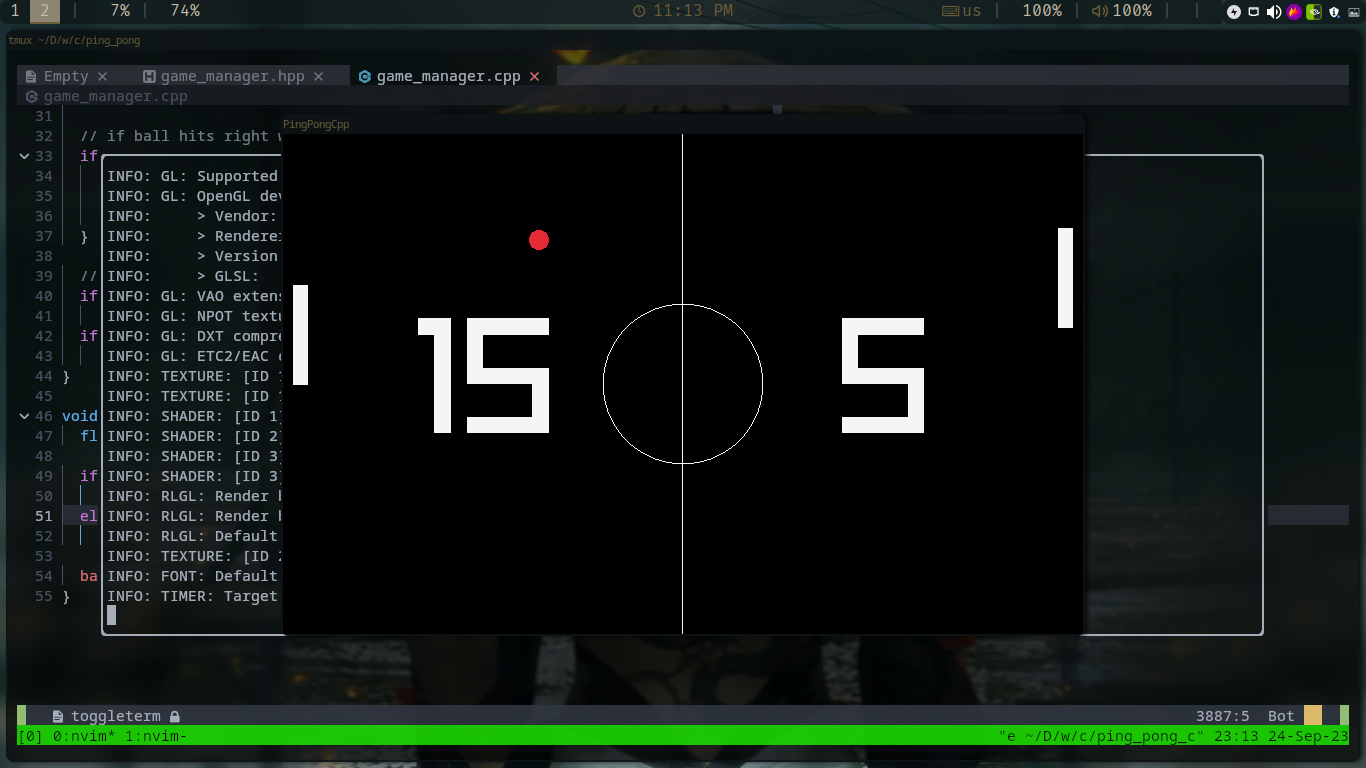 1 2 7% 74% 11:13 PM us 100% 100%
tmux ~/D/w/c/ping_pong
Empty game_manager.hpp game_manager.cpp
game_manager.cpp
PingPongCpp
31
32 // if ball hits right
33 if
34 INFO: GL: Supported
35 INFO: GL: OpenGL dev
36 INFO: > Vendor:
37 } INFO: > Renderer
38 INFO: > Version
39 // INFO: > GLSL:
40 if INFO: GL: VAO extens
41 INFO: GL: NPOT textu
42 if INFO: GL: DXT compre
43 INFO: GL: ETC2/EAC
44 } INFO: TEXTURE: [ID
45 INFO: TEXTURE: [ID
46 void INFO: SHADER: [ID 1]
47 fl INFO: SHADER: [ID 2]
48 INFO: SHADER: [ID 3]
49 if INFO: SHADER: [ID 3]
50 INFO: RLGL: Render
51 el INFO: RLGL: Render
52 INFO: RLGL: Default
53 INFO: TEXTURE: [ID
54 ba INFO: FONT: Default
55 } INFO: TIMER: Target
15 5
toggleterm 3887:5 Bot
[0] 0:nvim* 1:nvim- "e ~/D/w/c/ping_pong_c" 23:13 24-Sep-23